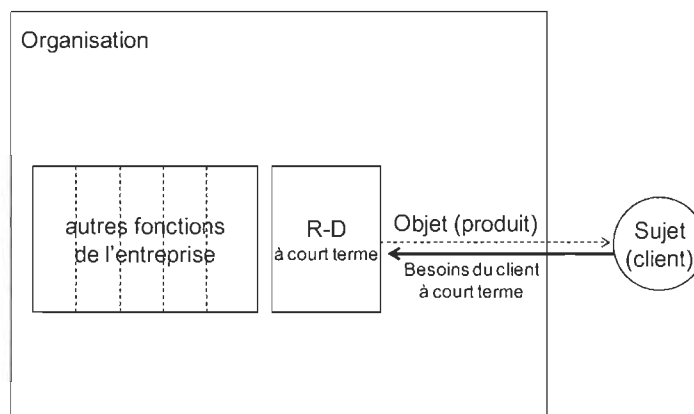 Organisation
autres fonctions
de l'entreprise
R-D
à court terme
Objet (produit)
Besoins du client
à court terme
Sujet
(client)